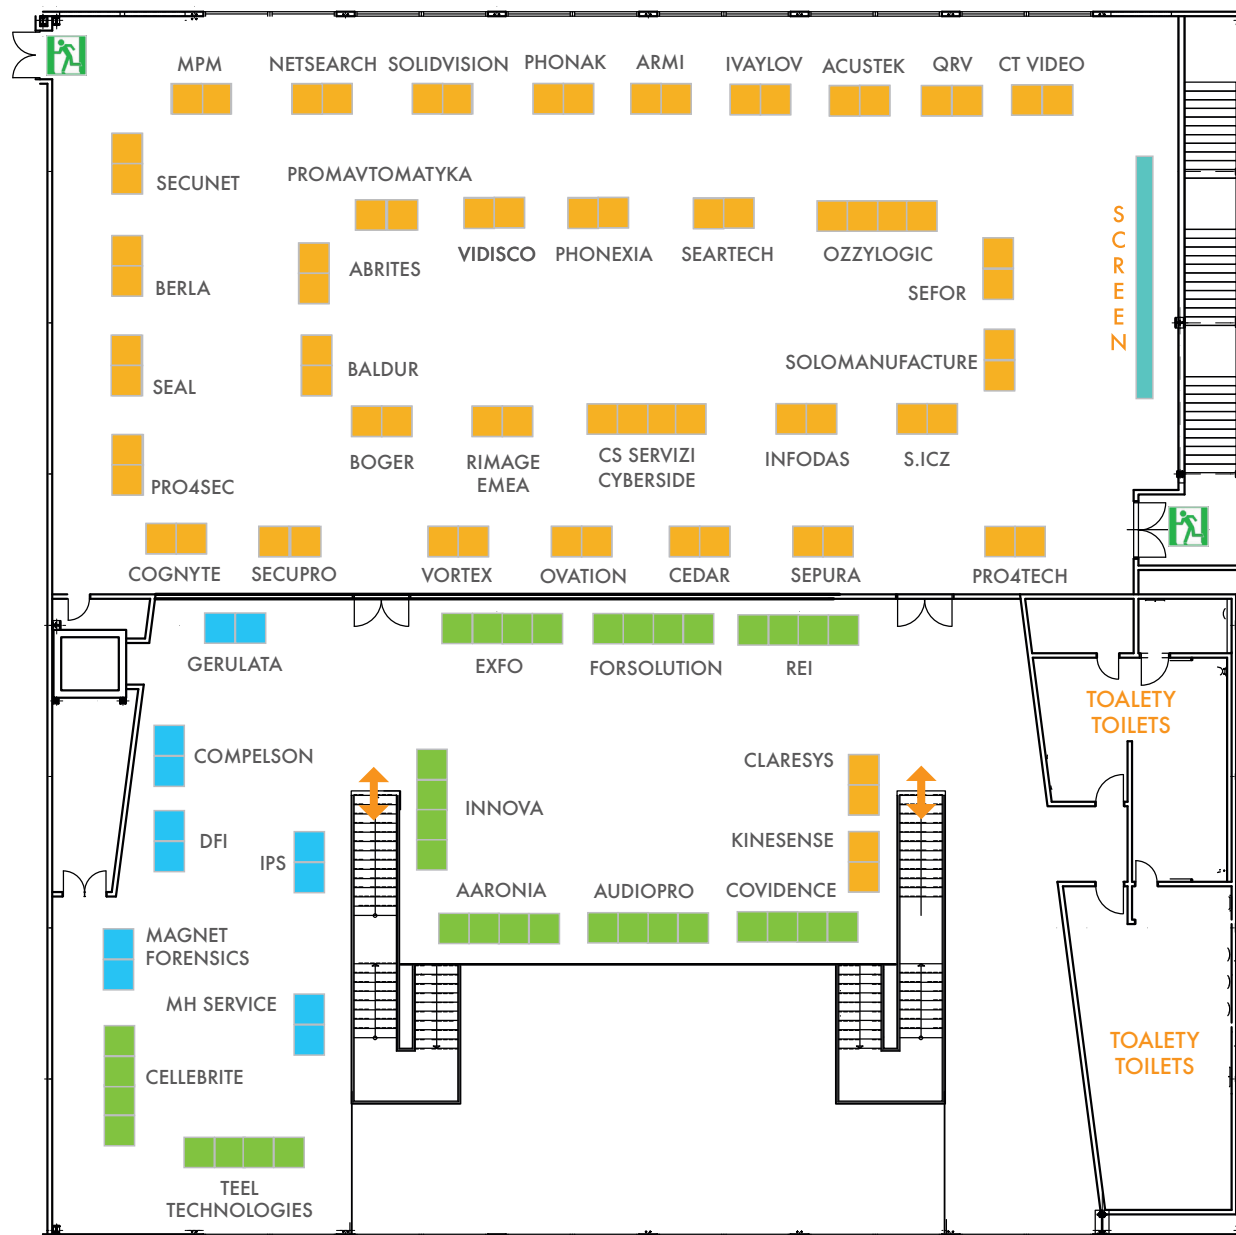 MPM
NETSEARCH
SOLIDVISION
PHONAK
ARMI
IVAYLOV
ACUSTEK
QRV
CT VIDEO
SECUNET
PROMAVTOMATYKA
VIDISCO
PHONEXIA
SEARTECH
OZZYLOGIC
ABRITES
BERLA
SEFOR
SCREEN
SOLOMANUFACTURE
BALDUR
SEAL
BOGER
RIMAGE
EMEA
CS SERVIZI
CYBERSIDE
INFODAS
S.ICZ
PRO4SEC
COGNYTE
SECUPRO
VORTEX
OVATION
CEDAR
SEPURA
PRO4TECH
GERULATA
EXFO
FORSOLUTION
REI
TOALETY
TOILETS
COMPELSON
CLARESYS
INNOVA
DFI
IPS
KINESENSE
AARONIA
AUDIOPRO
COVIDENCE
MAGNET
FORENSICS
MH SERVICE
TOALETY
TOILETS
CELLEBRITE
TEEL
TECHNOLOGIES